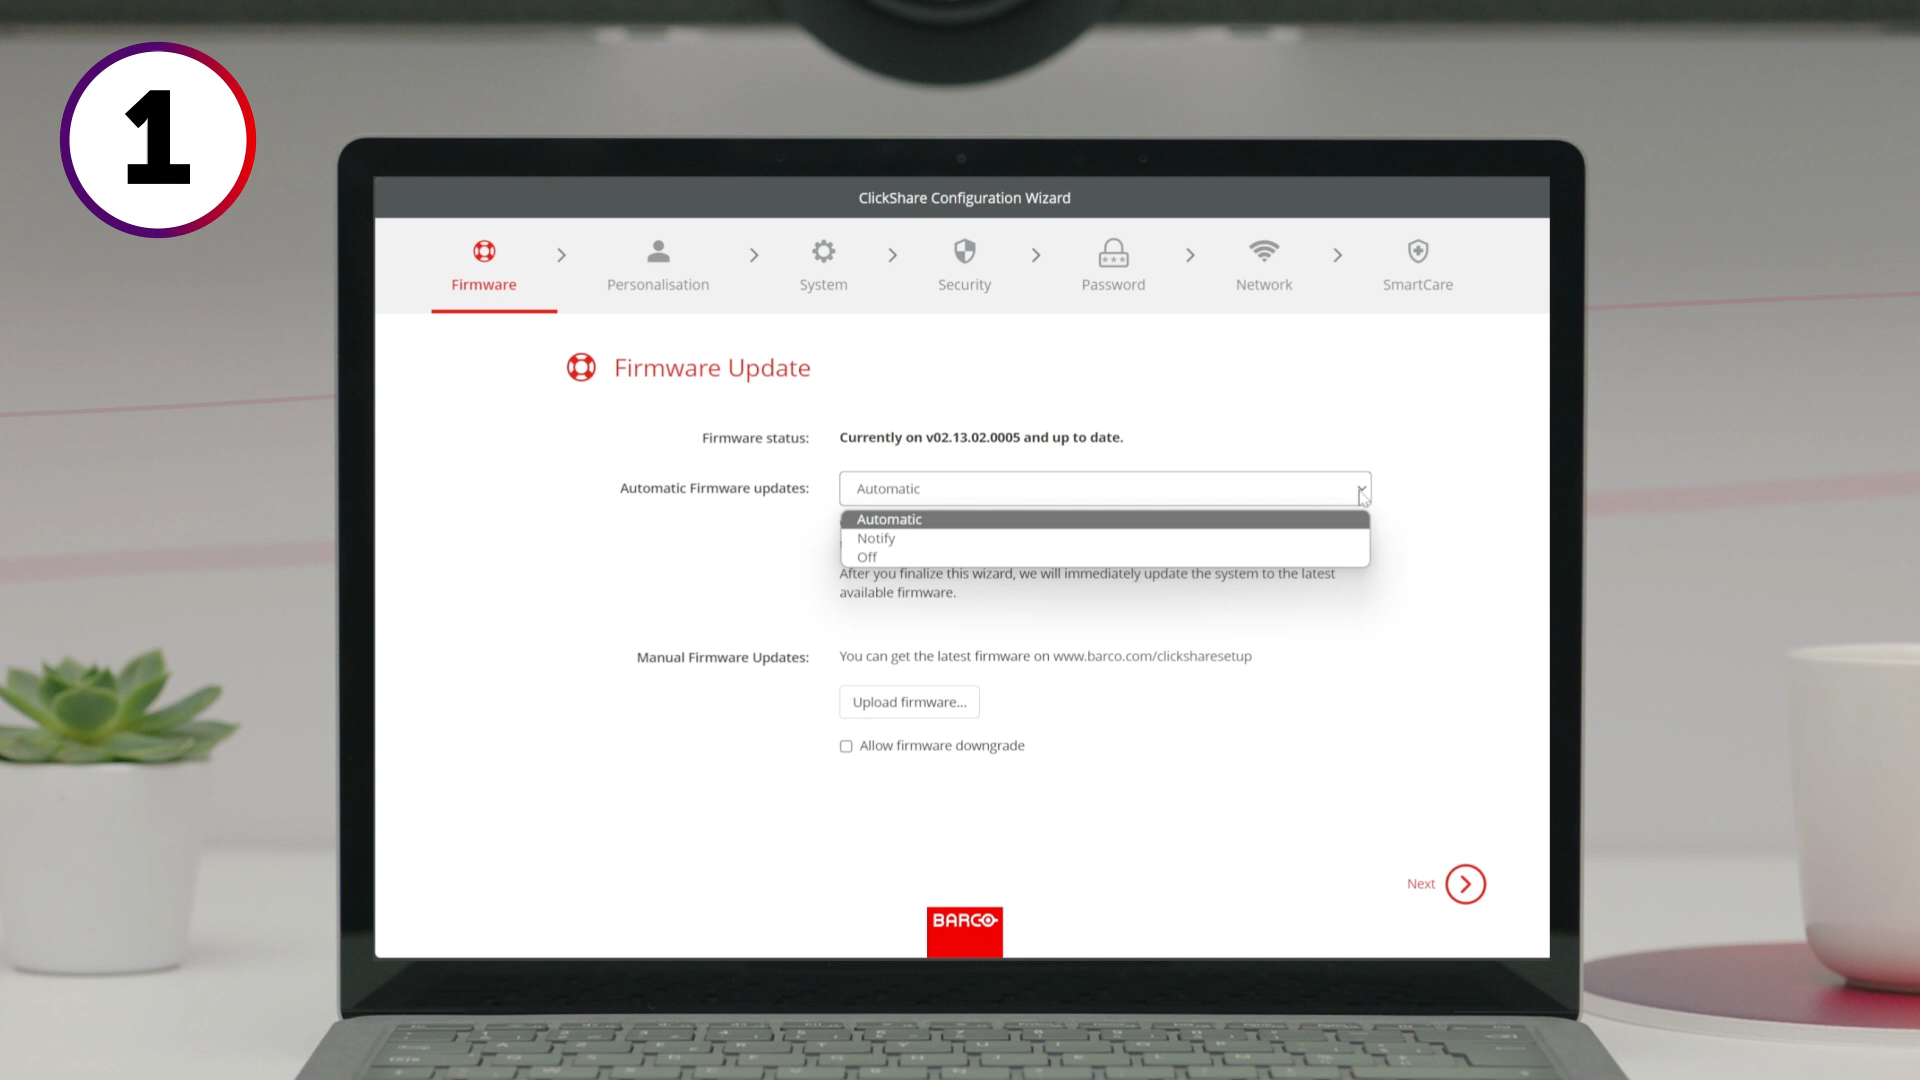 1
ClickShare Configuration Wizard
Firmware
Personalisation
System
Security
Password
Network
SmartCare
Firmware Update
Firmware status: Currently on v02.13.02.0005 and up to date.
Automatic Firmware updates: Automatic
Automatic
Notify
Off
After you finalize this wizard, we will immediately update the system to the latest
available firmware.
Manual Firmware Updates: You can get the latest firmware on www.barco.com/clicksharesetup
Upload firmware...
Allow firmware downgrade
Next
BARCO